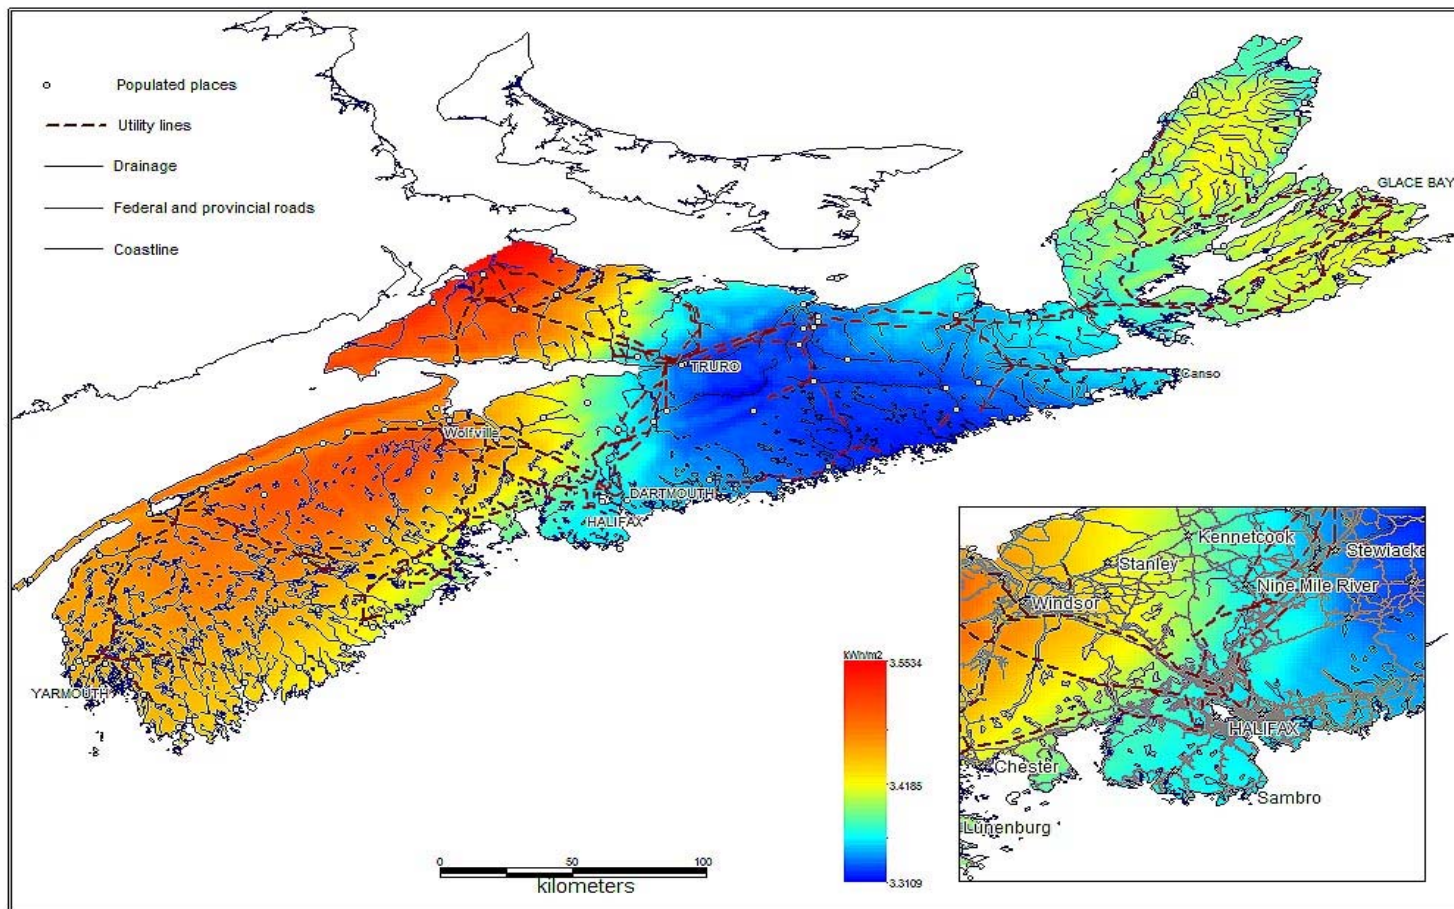 Populated places
Utility lines
Drainage
Federal and provincial roads
Coastline
GLACE BAY
TRURO
Canso
Wolfville
DARTMOUTH
HALIFAX
YARMOUTH
kWh/m2
3.5534
3.4185
3.3109
0
50
100
kilometers
Kennetcook
Stewiacke
Stanley
Nine Mile River
Windsor
HALIFAX
Chester
Sambro
Lunenburg